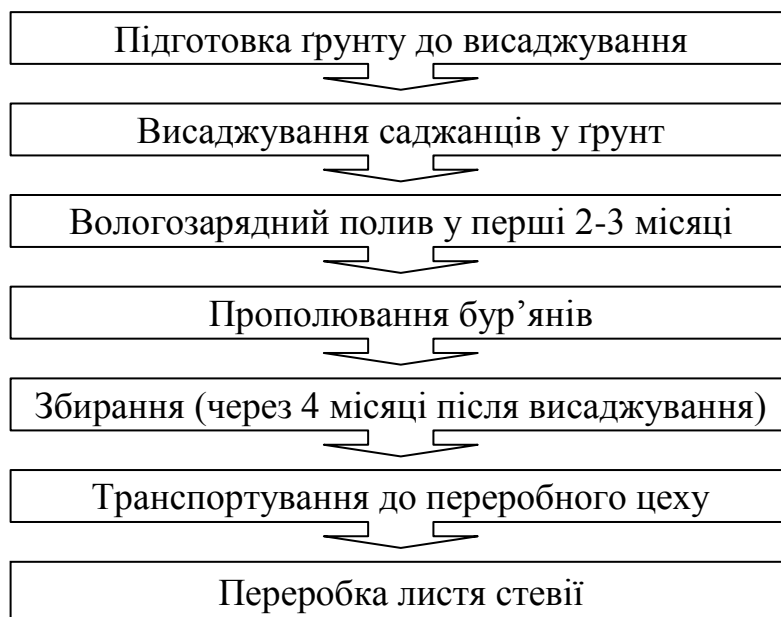 Підготовка ґрунту до висаджування
Висаджування саджанців у ґрунт
Вологозарядний полив у перші 2-3 місяці
Прополювання бур’янів
Збирання (через 4 місяці після висаджування)
Транспортування до переробного цеху
Переробка листя стевії